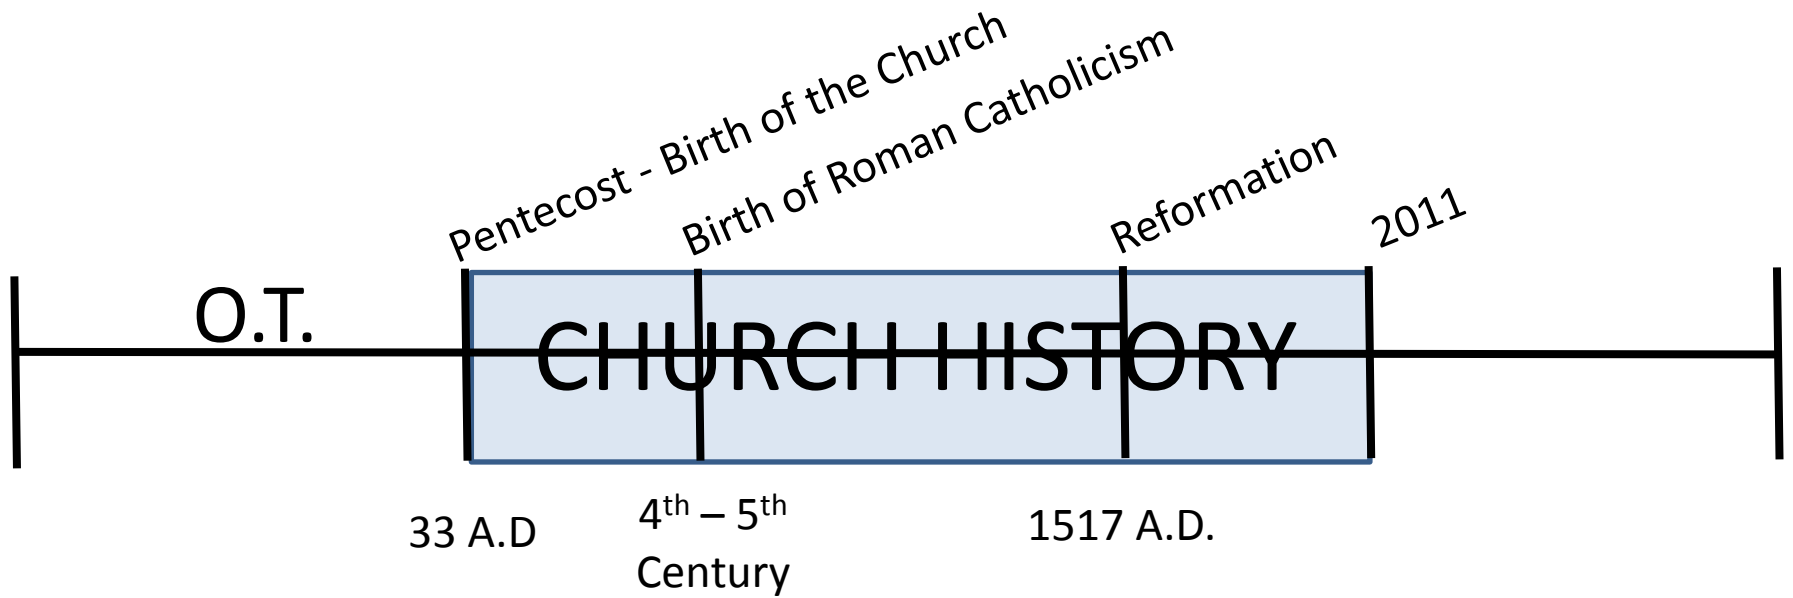 Pentecost - Birth of the Church
Birth of Roman Catholicism
Reformation
2011
O.T.
CHURCH HISTORY
33 A.D
4th – 5th
Century
1517 A.D.